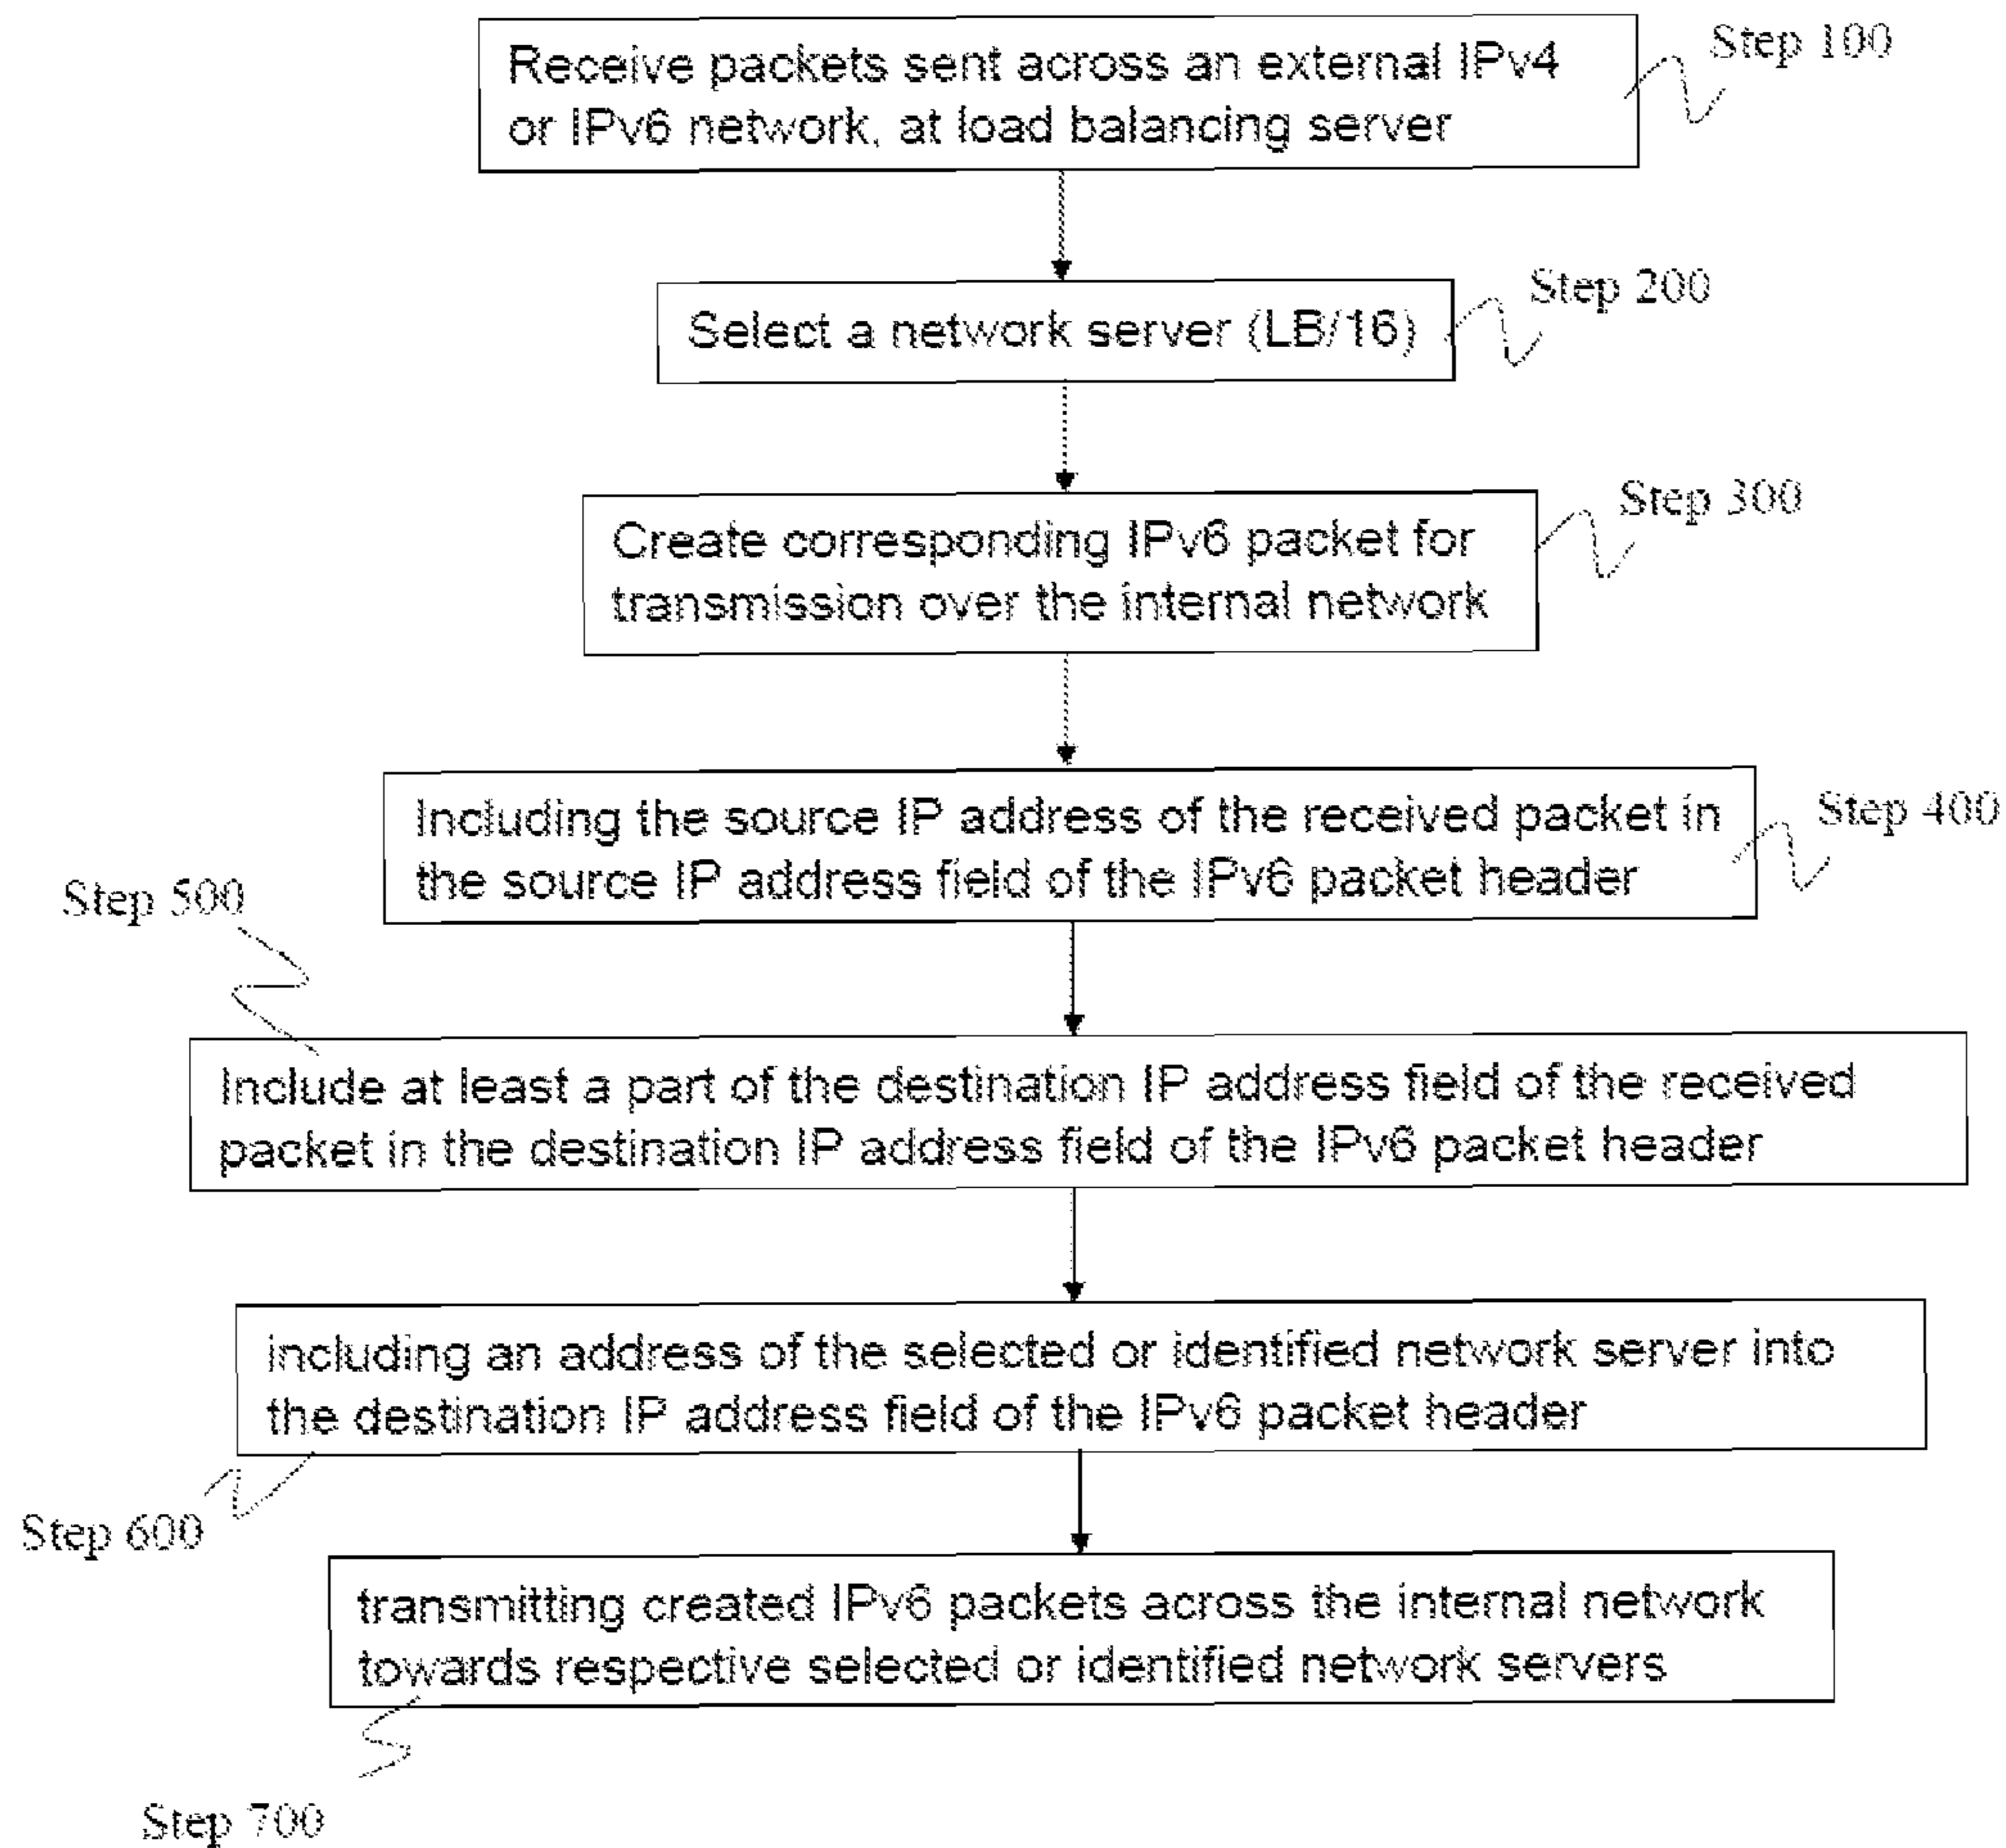 Receive packets sent across an external IPv4
or IPv6 network, at load balancing server
Step 100
Select a network server (LB/16)
Step 200
Create corresponding IPv6 packet for
transmission over the internal network
Step 300
Including the source IP address of the received packet in
the source IP address field of the IPv6 packet header
Step 400
Step 500
Include at least a part of the destination IP address field of the received
packet in the destination IP address field of the IPv6 packet header
including an address of the selected or identified network server into
the destination IP address field of the IPv6 packet header
Step 600
transmitting created IPv6 packets across the internal network
towards respective selected or identified network servers
Step 700